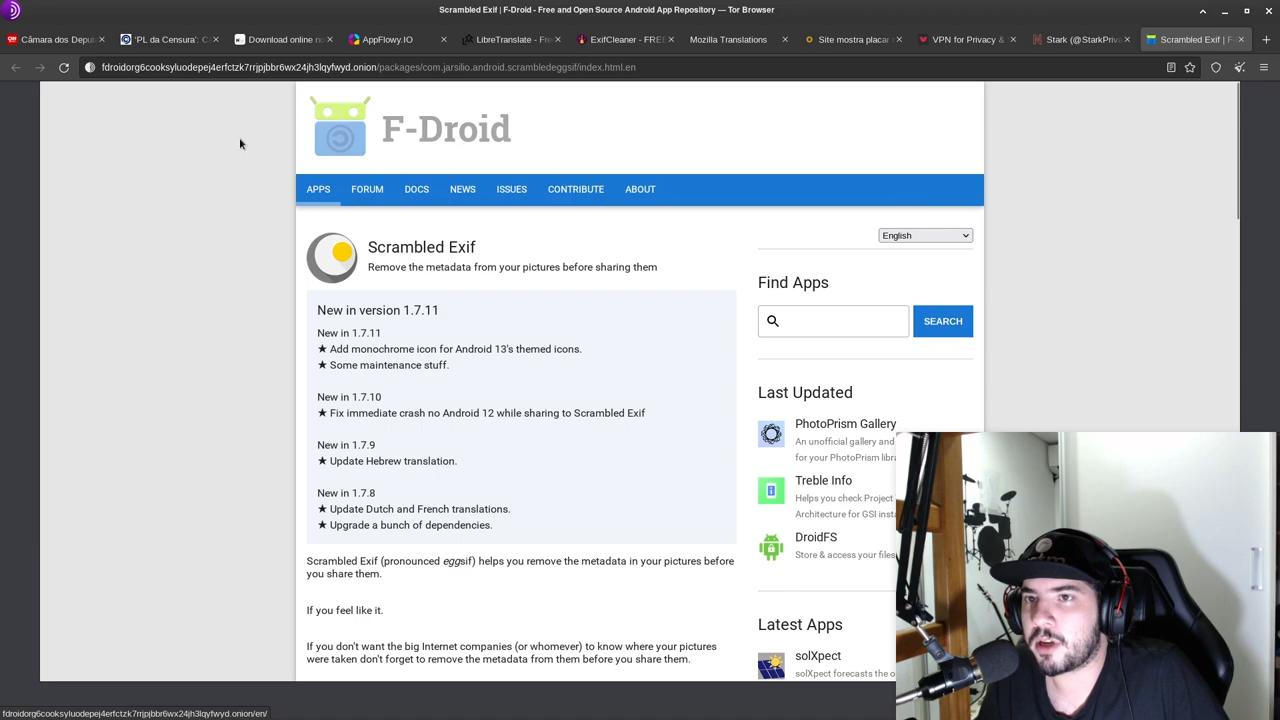 Scrambled Exif | F-Droid - Free and Open Source Android App Repository — Tor Browser
Câmara dos Depu
'PL da Censura': C
Download online n
AppFlowy.IO
LibreTranslate - Fre
ExifCleaner - FREE
Mozilla Translations
Site mostra placar
VPN for Privacy &
Stark (@StarkPriva
Scrambled Exif | F-
fdroidorg6cooksyluodepej4erfctzk7rrjpjbbr6wx24jh3lqyfwyd.onion/packages/com.jarsilio.android.scrambledeggsif/index.html.en
F-Droid
APPS FORUM DOCS NEWS ISSUES CONTRIBUTE ABOUT
English
Scrambled Exif
Remove the metadata from your pictures before sharing them
New in version 1.7.11
New in 1.7.11
★ Add monochrome icon for Android 13's themed icons.
★ Some maintenance stuff.
New in 1.7.10
★ Fix immediate crash no Android 12 while sharing to Scrambled Exif
New in 1.7.9
★ Update Hebrew translation.
New in 1.7.8
★ Update Dutch and French translations.
★ Upgrade a bunch of dependencies.
Scrambled Exif (pronounced eggsif) helps you remove the metadata in your pictures before
you share them.
If you feel like it.
If you don't want the big Internet companies (or whomever) to know where your pictures
were taken don't forget to remove the metadata from them before you share them.
Find Apps
SEARCH
Last Updated
PhotoPrism Gallery
An unofficial gallery and
for your PhotoPrism libra
Treble Info
Helps you check Project
Architecture for GSI insta
DroidFS
Store & access your files
Latest Apps
solXpect
solXpect forecasts the o
fdroidorg6cooksyluodepej4erfctzk7rrjpjbbr6wx24jh3lqyfwyd.onion/en/